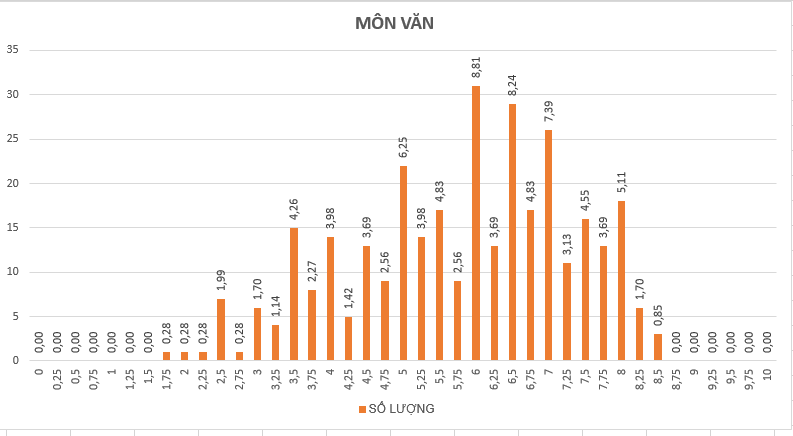 MÔN VĂN
35
30
25
20
15
10
5
0
0,00 0,00 0,00 0,00 0,00 0,00 0,00 0,28 0,28 0,28 1,99 0,28 1,70 1,14 4,26 2,27 3,98 1,42 3,69 2,56 6,25 3,98 4,83 2,56 8,81 3,69 8,24 4,83 7,39 3,13 4,55 3,69 5,11 1,70 0,85 0,00 0,00 0,00 0,00 0,00 0,00
0 0,25 0,5 0,75 1 1,25 1,5 1,75 2 2,25 2,5 2,75 3 3,25 3,5 3,75 4 4,25 4,5 4,75 5 5,25 5,5 5,75 6 6,25 6,5 6,75 7 7,25 7,5 7,75 8 8,25 8,5 8,75 9 9,25 9,5 9,75 10
SỐ LƯỢNG